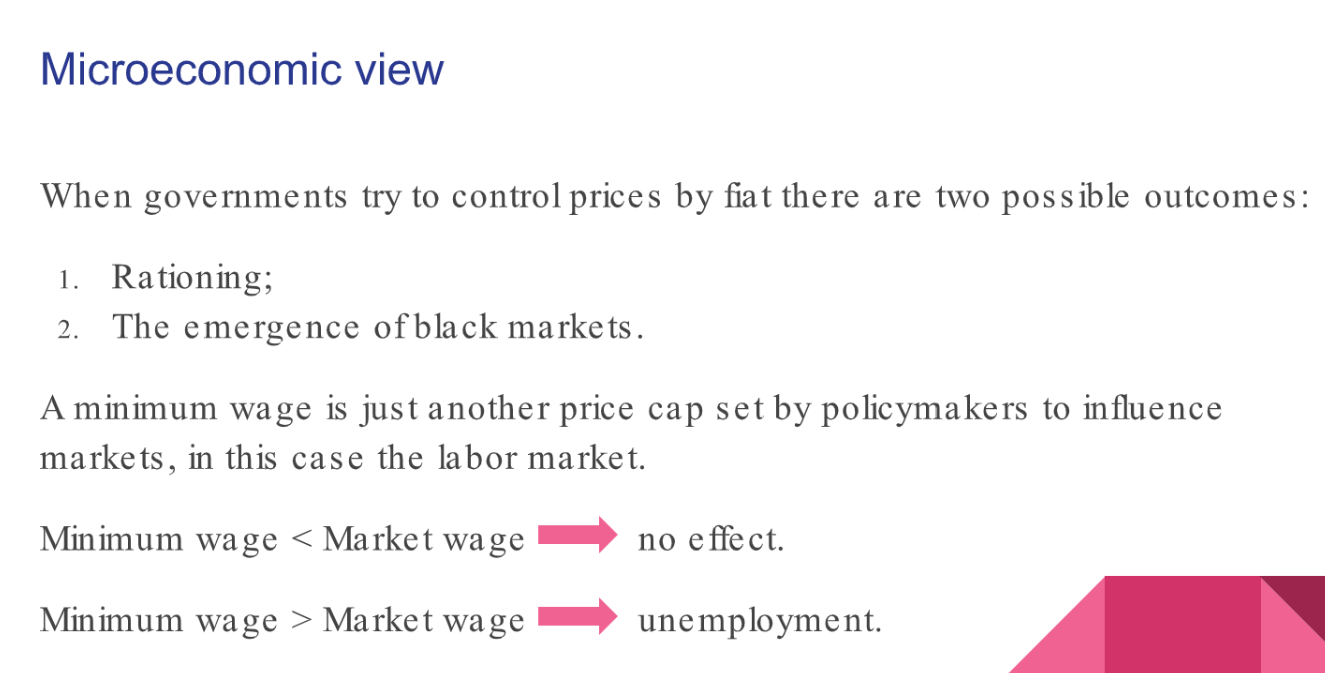 Microeconomic view
When governments try to control prices by fiat there are two possible outcomes:
1. Rationing;
2. The emergence of black markets.
A minimum wage is just another price cap set by policymakers to influence
markets, in this case the labor market.
Minimum wage < Market wage no effect.
Minimum wage > Market wage unemployment.